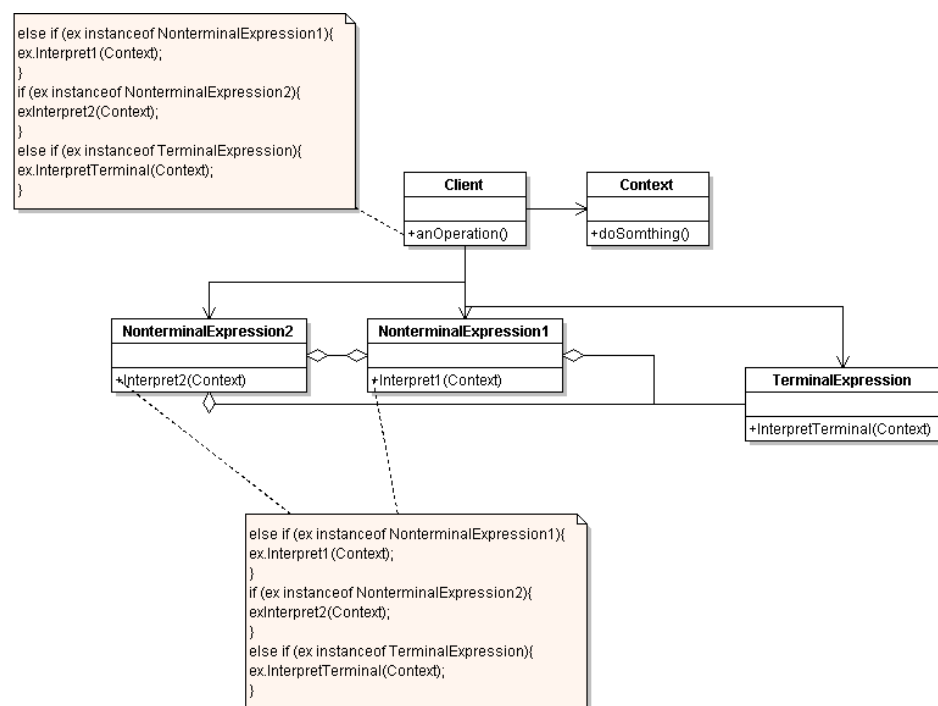 else if (ex instanceof NonterminalExpression1){
ex.Interpret1(Context);
}
if (ex instanceof NonterminalExpression2){
exInterpret2(Context);
}
else if (ex instanceof TerminalExpression){
ex.InterpretTerminal(Context);
}
Client
+anOperation()
Context
+doSomthing()
NonterminalExpression2
+Interpret2(Context)
NonterminalExpression1
+Interpret1(Context)
TerminalExpression
+InterpretTerminal(Context)
else if (ex instanceof NonterminalExpression1){
ex.Interpret1(Context);
}
if (ex instanceof NonterminalExpression2){
exInterpret2(Context);
}
else if (ex instanceof TerminalExpression){
ex.InterpretTerminal(Context);
}